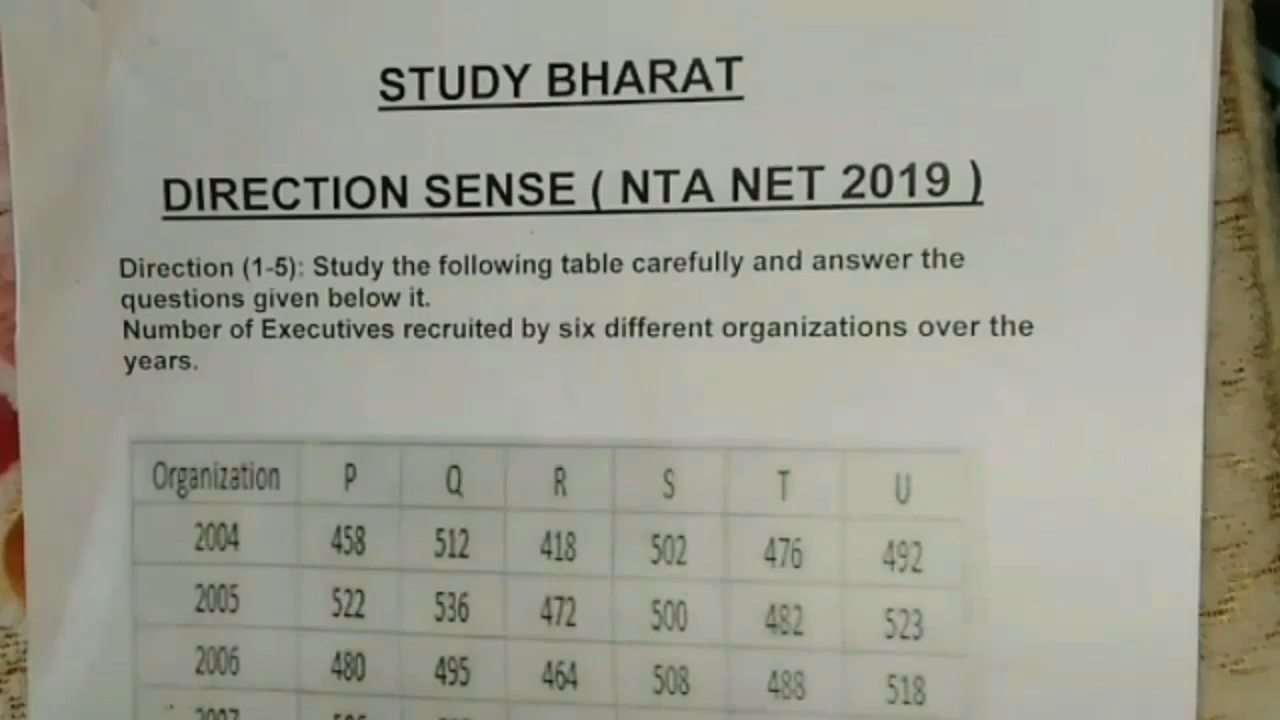 STUDY BHARAT
DIRECTION SENSE ( NTA NET 2019 )
Direction (1-5): Study the following table carefully and answer the
questions given below it.
Number of Executives recruited by six different organizations over the
years.
Organization P Q R S T U
2004 458 512 418 502 476 492
2005 522 536 472 500 482 523
2006 480 495 464 508 488 518